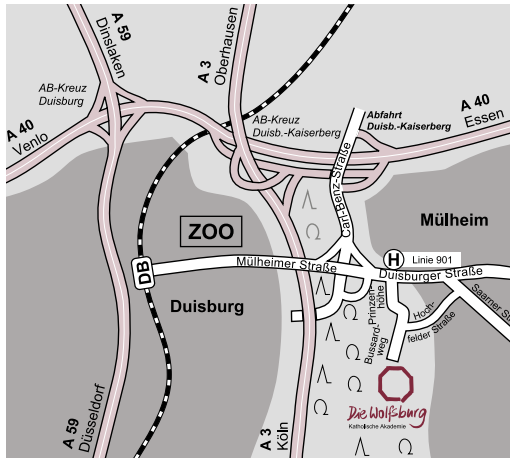 A 59
Dinslaken
A 3
Oberhausen
AB-Kreuz
Duisburg
AB-Kreuz
Duisb.-Kaiserberg
Abfahrt
Duisb.-Kaiserberg
A 40
Essen
A 40
Venlo
Carl-Benz-Straße
ZOO
Mülheim
DB
Mülheimer Straße
H
Linie 901
Duisburger Straße
Duisburg
Prinzen-
höhe
Bussard-
weg
Hoch-
felder Straße
Saarner St
A 59
Düsseldorf
A 3
Köln
Die Wolfsburg
Katholische Akademie